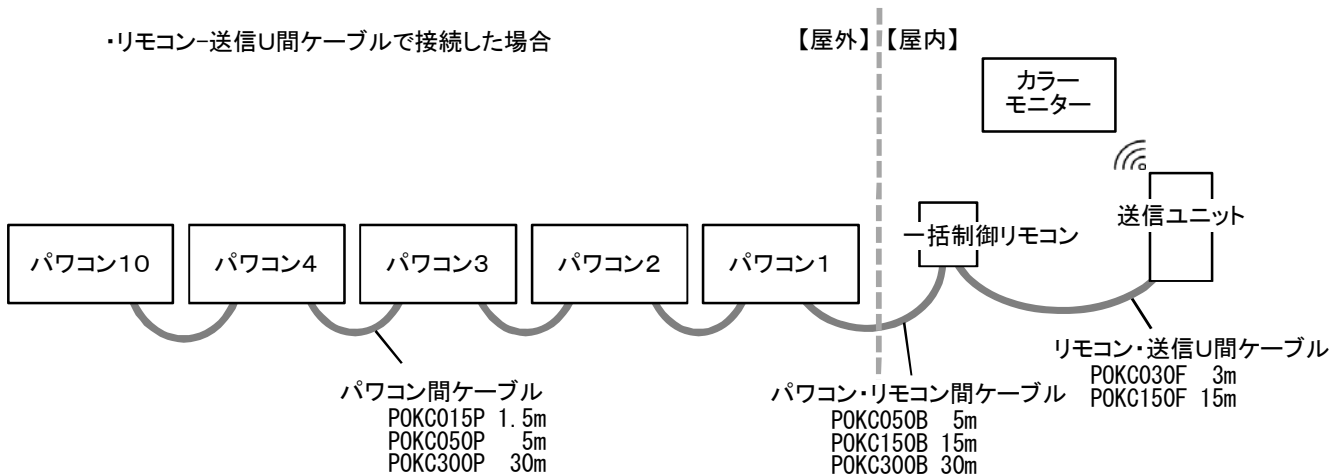 ・リモコン-送信U間ケーブルで接続した場合
【屋外】【屋内】
カラー
モニター
送信ユニット
一括制御リモコン
パワコン10
パワコン4
パワコン3
パワコン2
パワコン1
リモコン・送信U間ケーブル
POKC030F 3m
POKC150F 15m
パワコン間ケーブル
POKC015P 1.5m
POKC050P 5m
POKC300P 30m
パワコン・リモコン間ケーブル
POKC050B 5m
POKC150B 15m
POKC300B 30m